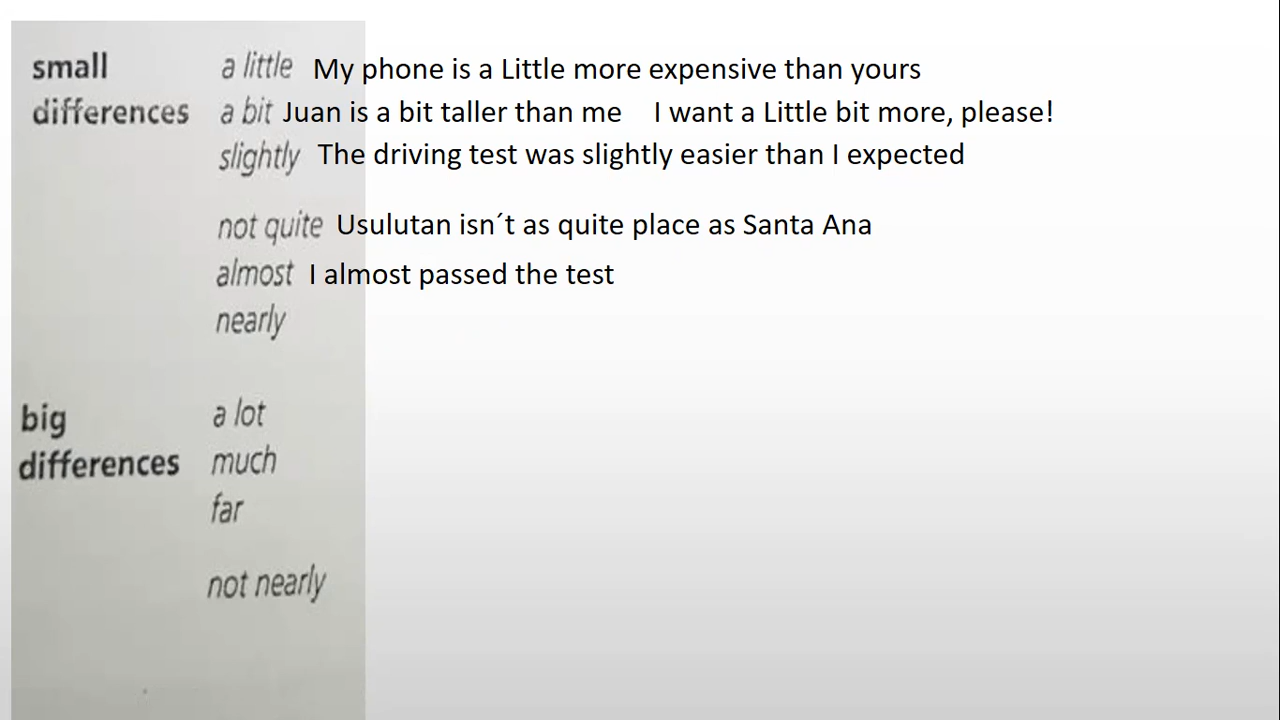 small a little My phone is a Little more expensive than yours
differences a bit Juan is a bit taller than me I want a Little bit more, please!
slightly The driving test was slightly easier than I expected
not quite Usulutan isn´t as quite place as Santa Ana
almost I almost passed the test
nearly
big a lot
differences much
far
not nearly